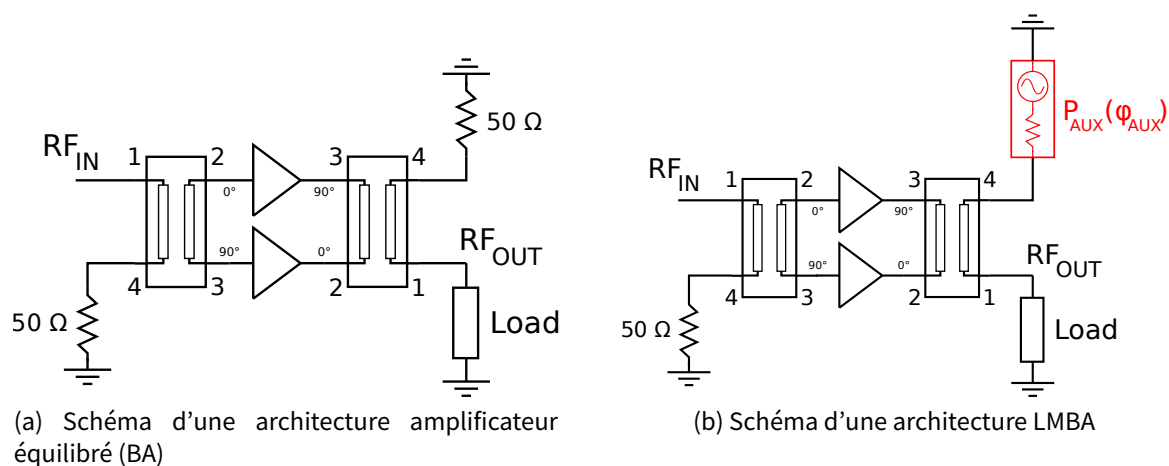 RF_IN
1 2
3 4
0°
90°
90°
0°
4 3
2 1
50 Ω
50 Ω
RF_OUT
Load
(a) Schéma d'une architecture amplificateur
équilibré (BA)
P_AUX(φ_AUX)
RF_IN
1 2
3 4
0°
90°
90°
0°
4 3
2 1
50 Ω
RF_OUT
Load
(b) Schéma d'une architecture LMBA